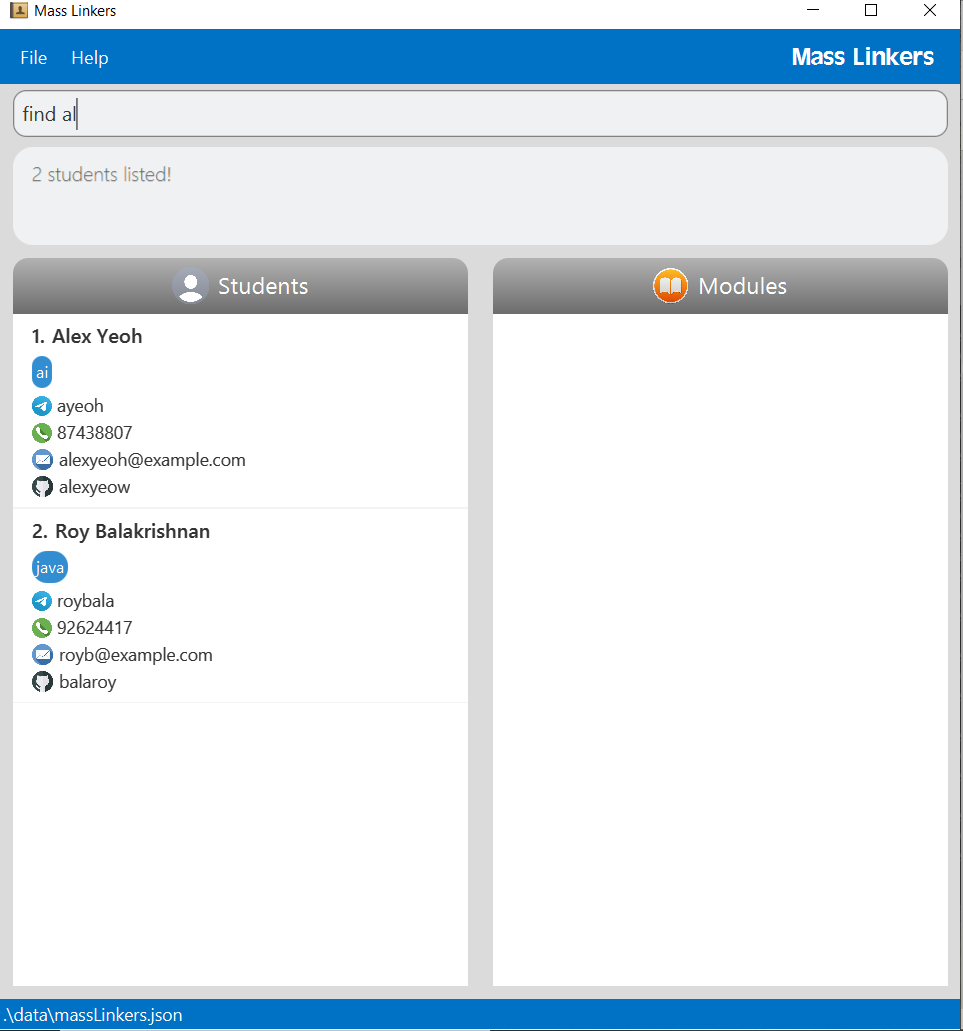 Mass Linkers
File Help Mass Linkers
find al
2 students listed!
Students
1. Alex Yeoh
ai
ayeoh
87438807
alexyeoh@example.com
alexyeow
2. Roy Balakrishnan
java
roybala
92624417
royb@example.com
balaroy
Modules
.\data\massLinkers.json